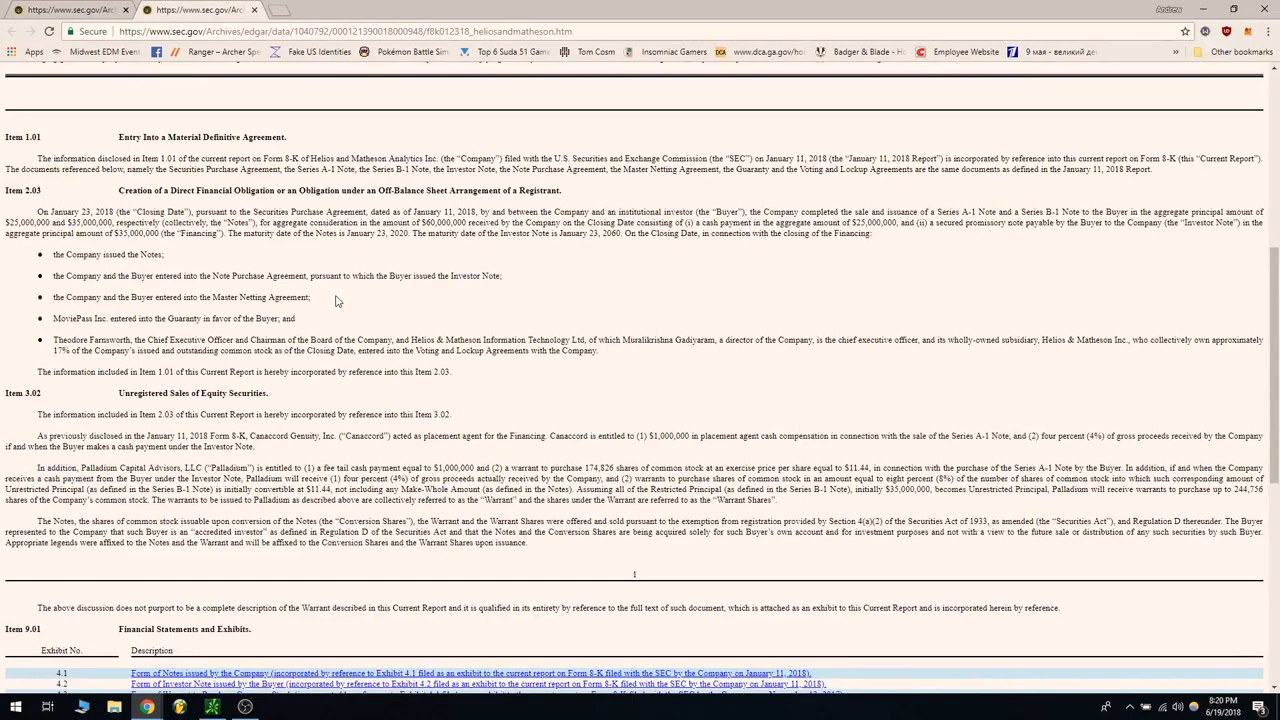 https://www.sec.gov/Arc
https://www.sec.gov/Arc
Andrew
Secure
https://www.sec.gov/Archives/edgar/data/1040792/000121390018000948/f8k012318_heliosandmatheson.htm
Apps Midwest EDM Event Ranger – Archer Spe Fake US Identities Pokémon Battle Simu Top 6 Suda 51 Game Tom Cosm Insomniac Gamers www.dca.ga.gov/hou Badger & Blade - Hom Employee Website 9 мая - великий ден » Other bookmarks
Item 1.01 Entry Into a Material Definitive Agreement.
The information disclosed in Item 1.01 of the current report on Form 8-K of Helios and Matheson Analytics Inc. (the “Company”) filed with the U.S. Securities and Exchange Commission (the “SEC”) on January 11, 2018 (the “January 11, 2018 Report”) is incorporated by reference into this current report on Form 8-K (this “Current Report”).
The documents referenced below, namely the Securities Purchase Agreement, the Series A-1 Note, the Series B-1 Note, the Investor Note, the Note Purchase Agreement, the Master Netting Agreement, the Guaranty and the Voting and Lockup Agreements are the same documents as defined in the January 11, 2018 Report.
Item 2.03 Creation of a Direct Financial Obligation or an Obligation under an Off-Balance Sheet Arrangement of a Registrant.
On January 23, 2018 (the “Closing Date”), pursuant to the Securities Purchase Agreement, dated as of January 11, 2018, by and between the Company and an institutional investor (the “Buyer”), the Company completed the sale and issuance of a Series A-1 Note and a Series B-1 Note to the Buyer in the aggregate principal amount of
$25,000,000 and $35,000,000, respectively (collectively, the “Notes”), for aggregate consideration in the amount of $60,000,000 received by the Company on the Closing Date consisting of (i) a cash payment in the aggregate amount of $25,000,000, and (ii) a secured promissory note payable by the Buyer to the Company (the “Investor Note”) in the
aggregate principal amount of $35,000,000 (the “Financing”). The maturity date of the Notes is January 23, 2020. The maturity date of the Investor Note is January 23, 2060. On the Closing Date, in connection with the closing of the Financing:
● the Company issued the Notes;
● the Company and the Buyer entered into the Note Purchase Agreement, pursuant to which the Buyer issued the Investor Note;
● the Company and the Buyer entered into the Master Netting Agreement;
● MoviePass Inc. entered into the Guaranty in favor of the Buyer; and
● Theodore Farnsworth, the Chief Executive Officer and Chairman of the Board of the Company, and Helios & Matheson Information Technology Ltd, of which Muralikrishna Gadiyaram, a director of the Company, is the chief executive officer, and its wholly-owned subsidiary, Helios & Matheson Inc., who collectively own approximately
17% of the Company’s issued and outstanding common stock as of the Closing Date, entered into the Voting and Lockup Agreements with the Company.
The information included in Item 1.01 of this Current Report is hereby incorporated by reference into this Item 2.03.
Item 3.02 Unregistered Sales of Equity Securities.
The information included in Item 2.03 of this Current Report is hereby incorporated by reference into this Item 3.02.
As previously disclosed in the January 11, 2018 Form 8-K, Canaccord Genuity, Inc. (“Canaccord”) acted as placement agent for the Financing. Canaccord is entitled to (1) $1,000,000 in placement agent cash compensation in connection with the sale of the Series A-1 Note, and (2) four percent (4%) of gross proceeds received by the Company
if and when the Buyer makes a cash payment under the Investor Note.
In addition, Palladium Capital Advisors, LLC (“Palladium”) is entitled to (1) a fee tail cash payment equal to $1,000,000 and (2) a warrant to purchase 174,826 shares of common stock at an exercise price per share equal to $11.44, in connection with the purchase of the Series A-1 Note by the Buyer. In addition, if and when the Company
receives a cash payment from the Buyer under the Investor Note, Palladium will receive (1) four percent (4%) of gross proceeds actually received by the Company, and (2) warrants to purchase shares of common stock in an amount equal to eight percent (8%) of the number of shares of common stock into which such corresponding amount of
Unrestricted Principal (as defined in the Series B-1 Note) is initially convertible at $11.44, not including any Make-Whole Amount (as defined in the Notes). Assuming all of the Restricted Principal (as defined in the Series B-1 Note), initially $35,000,000, becomes Unrestricted Principal, Palladium will receive warrants to purchase up to 244,756
shares of the Company’s common stock. The warrants to be issued to Palladium as described above are collectively referred to as the “Warrant” and the shares under the Warrant are referred to as the “Warrant Shares”.
The Notes, the shares of common stock issuable upon conversion of the Notes (the “Conversion Shares”), the Warrant and the Warrant Shares were offered and sold pursuant to the exemption from registration provided by Section 4(a)(2) of the Securities Act of 1933, as amended (the “Securities Act”), and Regulation D thereunder. The Buyer
represented to the Company that such Buyer is an “accredited investor” as defined in Regulation D of the Securities Act and that the Notes and the Conversion Shares are being acquired solely for such Buyer’s own account and for investment purposes and not with a view to the future sale or distribution of any such securities by such Buyer.
Appropriate legends were affixed to the Notes and the Warrant and will be affixed to the Conversion Shares and the Warrant Shares upon issuance.
1
The above discussion does not purport to be a complete description of the Warrant described in this Current Report and it is qualified in its entirety by reference to the full text of such document, which is attached as an exhibit to this Current Report and is incorporated herein by reference.
Item 9.01 Financial Statements and Exhibits.
Exhibit No. Description
4.1 Form of Notes issued by the Company (incorporated by reference to Exhibit 4.1 filed as an exhibit to the current report on Form 8-K filed with the SEC by the Company on January 11, 2018).
4.2 Form of Investor Note issued by the Buyer (incorporated by reference to Exhibit 4.2 filed as an exhibit to the current report on Form 8-K filed with the SEC by the Company on January 11, 2018).
8:20 PM
6/19/2018